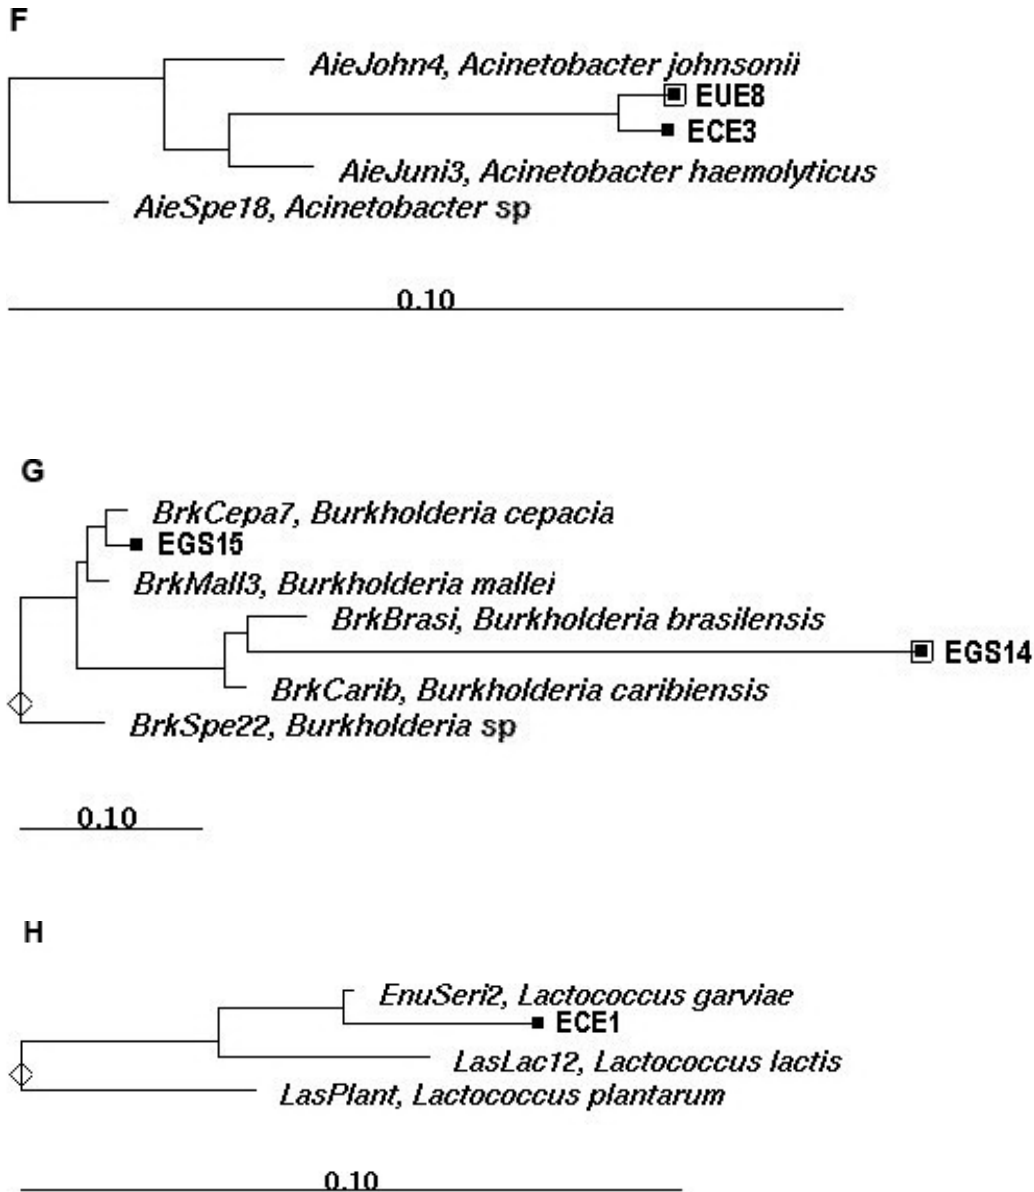 F
AieJohn4, Acinetobacter johnsonii
EUE8
ECE3
AieJuni3, Acinetobacter haemolyticus
AieSpe18, Acinetobacter sp
0.10
G
BrkCepa7, Burkholderia cepacia
EGS15
BrkMall3, Burkholderia mallei
BrkBrasi, Burkholderia brasilensis
EGS14
BrkCarib, Burkholderia caribiensis
BrkSpe22, Burkholderia sp
0.10
H
EnuSeri2, Lactococcus garviae
ECE1
LasLac12, Lactococcus lactis
LasPlant, Lactococcus plantarum
0.10